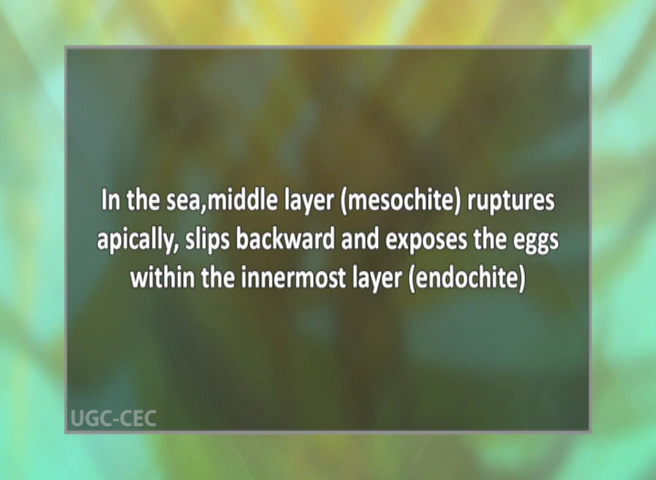 In the sea,middle layer (mesochite) ruptures
apically, slips backward and exposes the eggs
within the innermost layer (endochite)
UGC-CEC